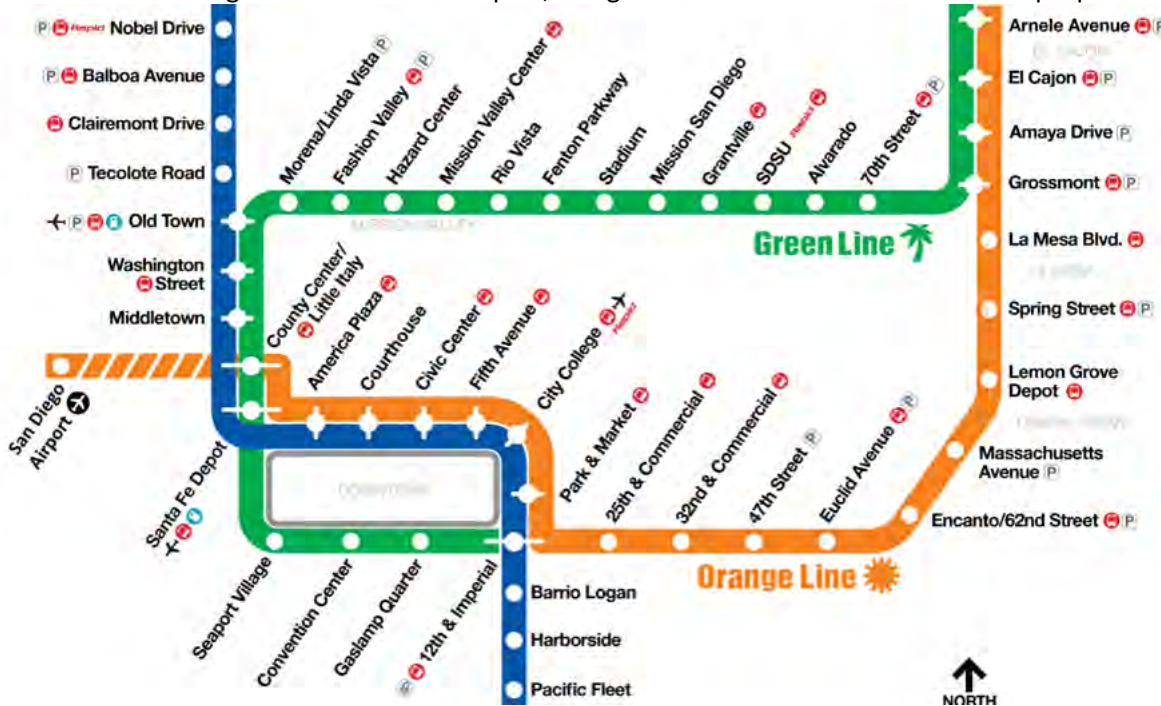 Nobel Drive
Balboa Avenue
Clairemont Drive
Tecolote Road
Old Town
Washington
Street
Middletown
San Diego
Airport
Morena/Linda Vista P
Fashion Valley P
Hazard Center
Mission Valley Center
Rio Vista
Fenton Parkway
Stadium
Mission San Diego
Grantville
SDSU Rapid
Alvarado
70th Street P
Arnele Avenue P
El Cajon P
Amaya Drive P
Grossmont P
La Mesa Blvd.
Spring Street P
Lemon Grove
Depot
Massachusetts
Avenue P
Encanto/62nd Street P
Green Line
County Center/
Little Italy
America Plaza
Courthouse
Civic Center
Fifth Avenue
City College
Rapid
Park & Market
25th & Commercial
32nd & Commercial
47th Street P
Euclid Avenue P
Orange Line
Santa Fe Depot
DOWNTOWN
Seaport Village
Convention Center
Gaslamp Quarter
12th & Imperial
Barrio Logan
Harborside
Pacific Fleet
NORTH